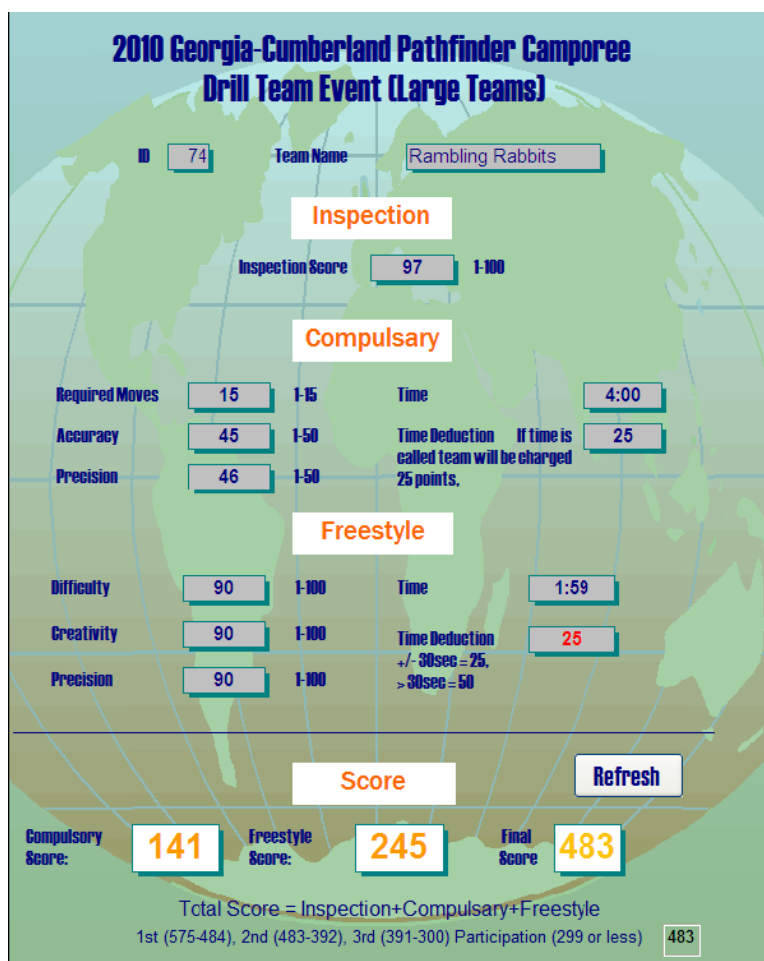 2010 Georgia-Cumberland Pathfinder Camporee
Drill Team Event (Large Teams)
ID 74 Team Name Rambling Rabbits
Inspection
Inspection Score 97 1-100
Compulsary
Required Moves 15 1-15 Time 4:00
Accuracy 45 1-50 Time Deduction If time is 25
called team will be charged
Precision 46 1-50 25 points,
Freestyle
Difficulty 90 1-100 Time 1:59
Creativity 90 1-100 Time Deduction 25
+/- 30sec = 25,
Precision 90 1-100 > 30sec = 50
Score Refresh
Compulsory Score: 141 Freestyle Score: 245 Final Score 483
Total Score = Inspection+Compulsary+Freestyle
1st (575-484), 2nd (483-392), 3rd (391-300) Participation (299 or less) 483